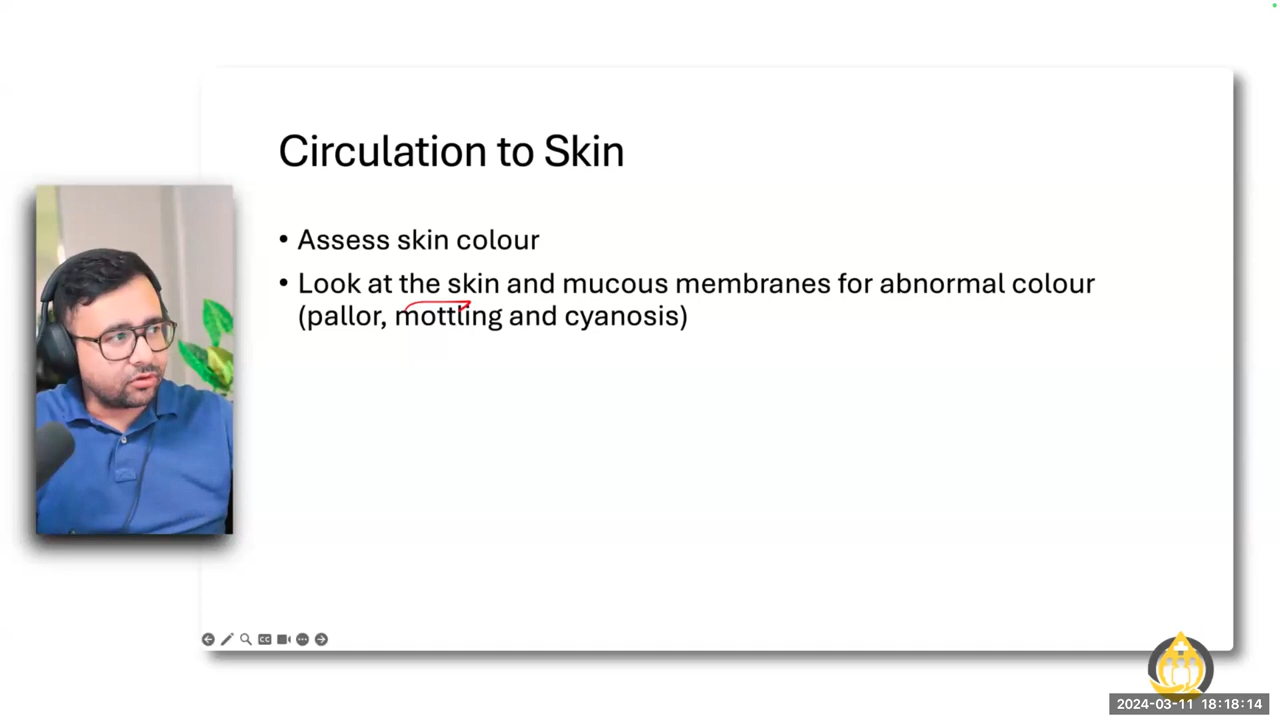 Circulation to Skin
• Assess skin colour
• Look at the skin and mucous membranes for abnormal colour
(pallor, mottling and cyanosis)
CC
2024-03-11 18:18:14